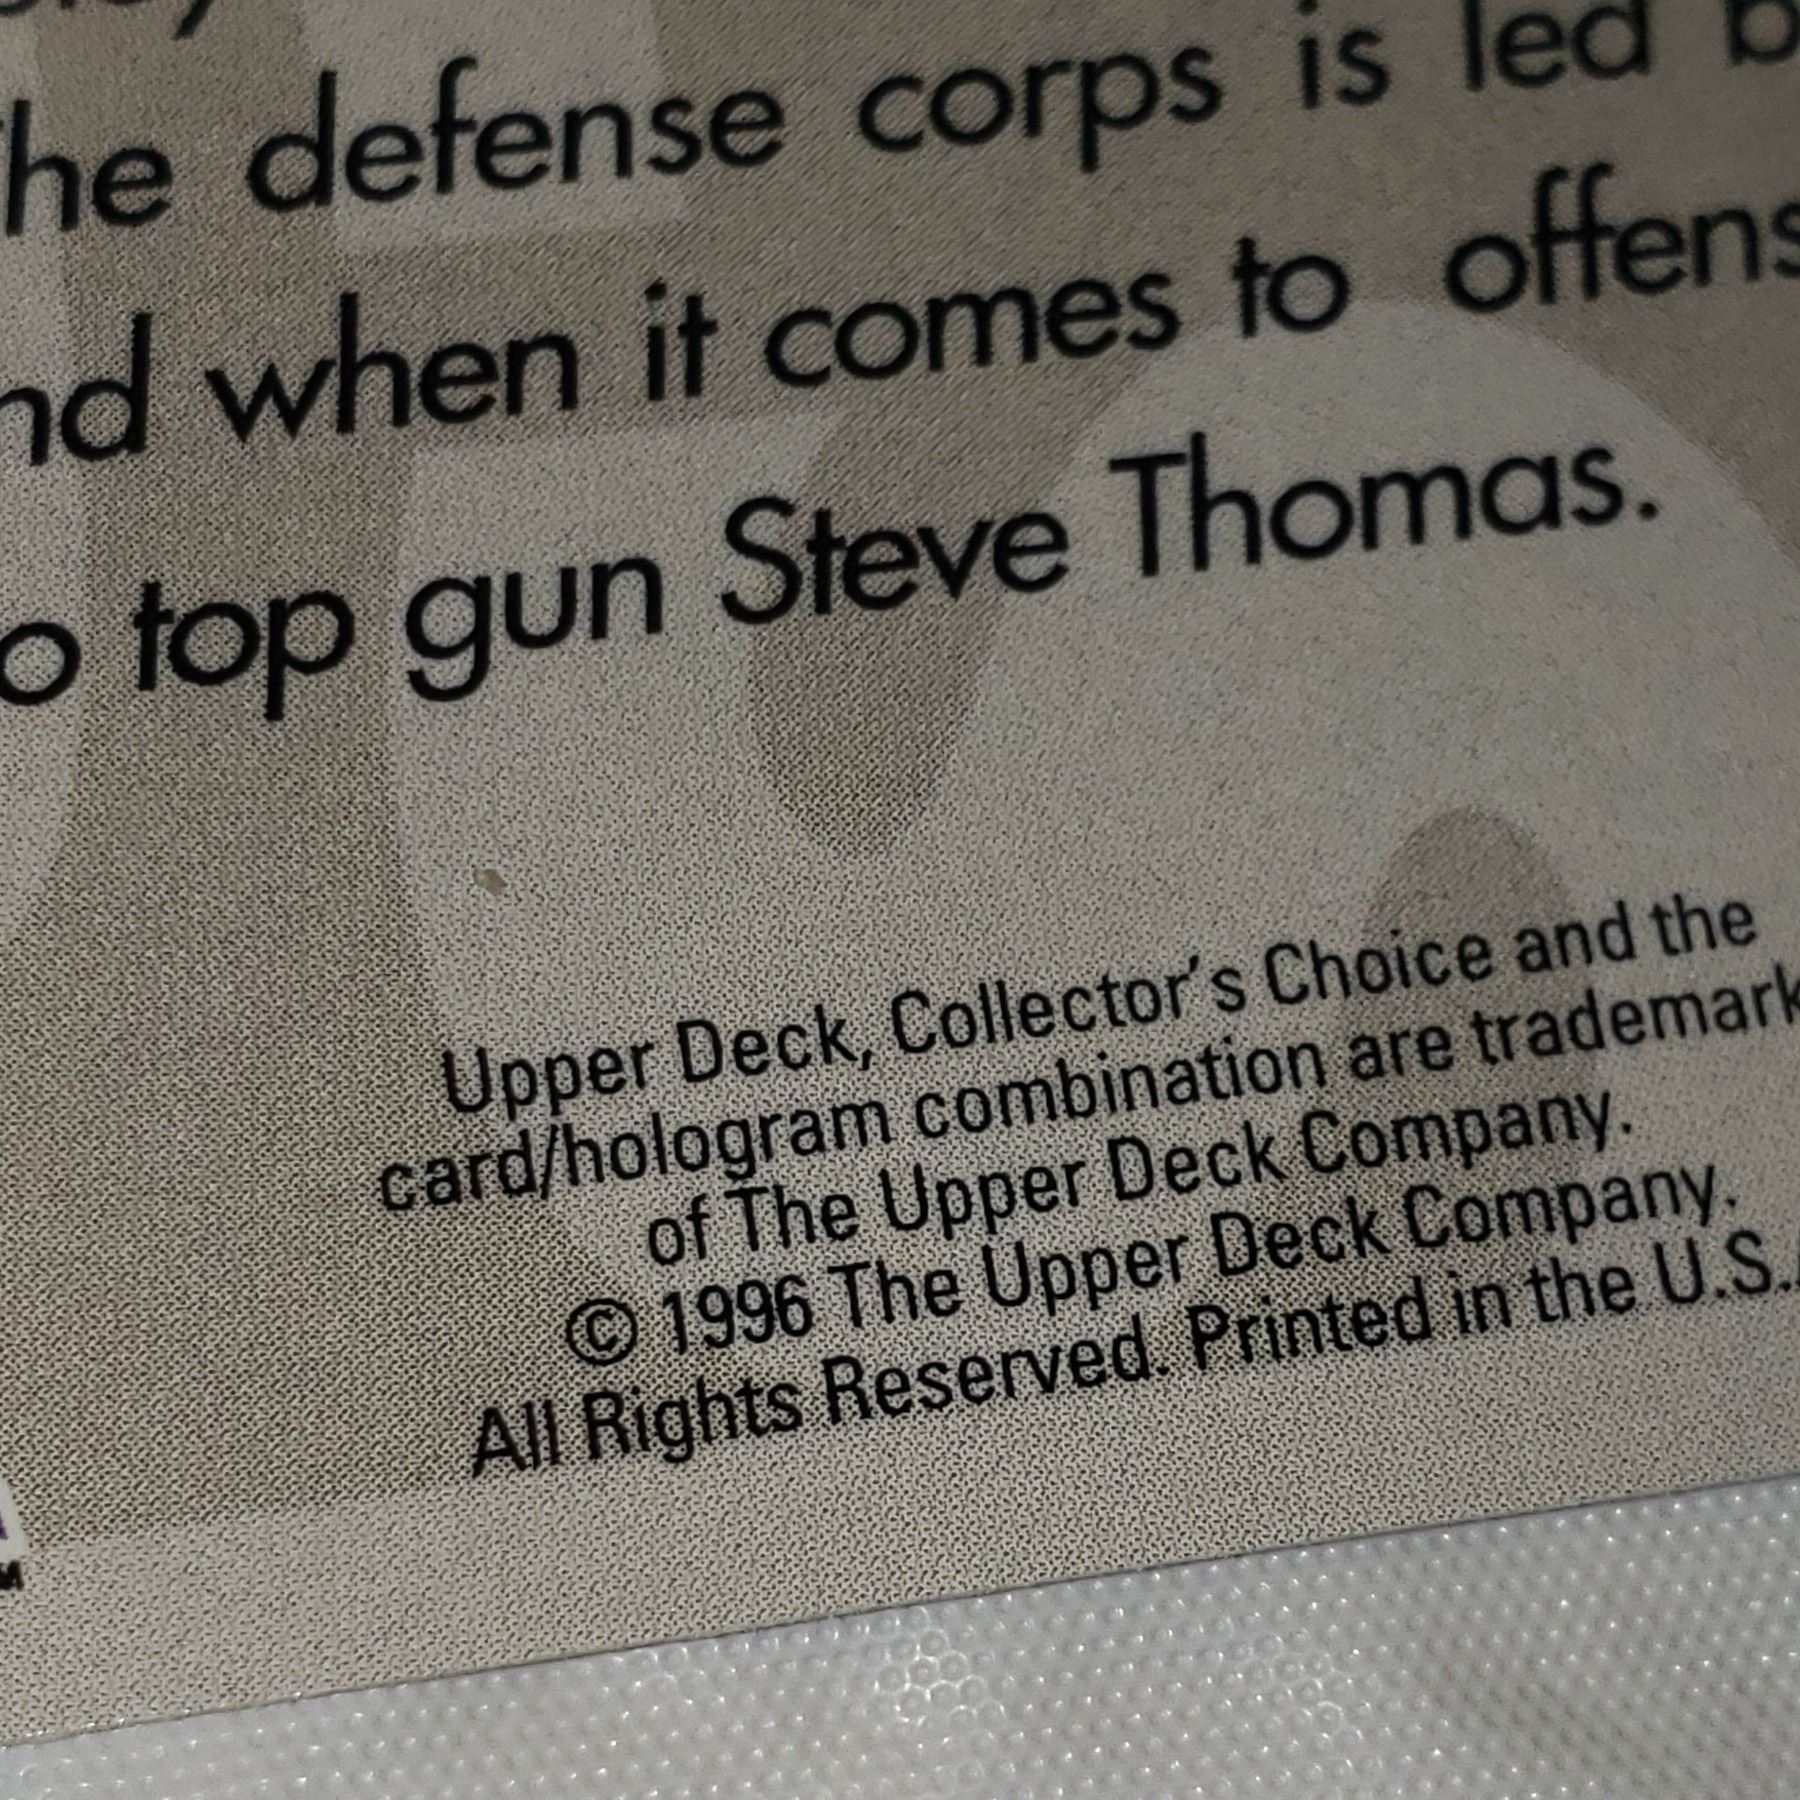 he defense corps is led b
nd when it comes to offens
o top gun Steve Thomas.
Upper Deck, Collector's Choice and the
card/hologram combination are trademark
of The Upper Deck Company.
© 1996 The Upper Deck Company.
All Rights Reserved. Printed in the U.S.